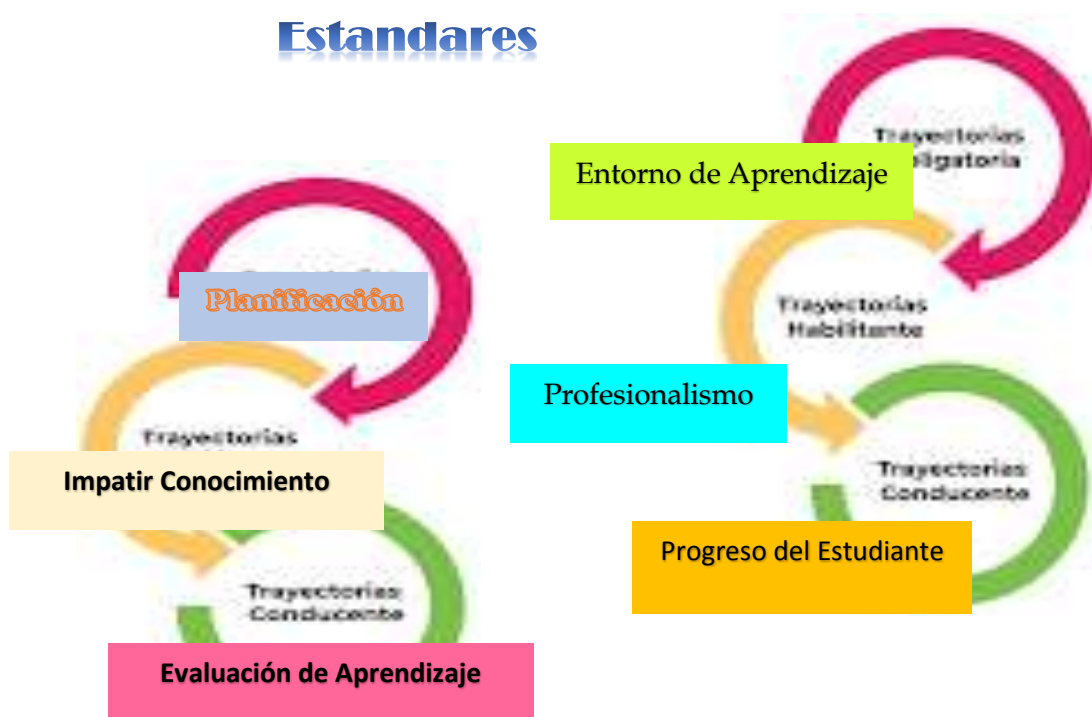 Estandares
Planificación
Trayectorias
Impatir Conocimiento
Trayectorias
Conducente
Evaluación de Aprendizaje
Trayectorias
Entorno de Aprendizaje
Trayectorias
Habilitante
Profesionalismo
Trayectorias
Conducente
Progreso del Estudiante